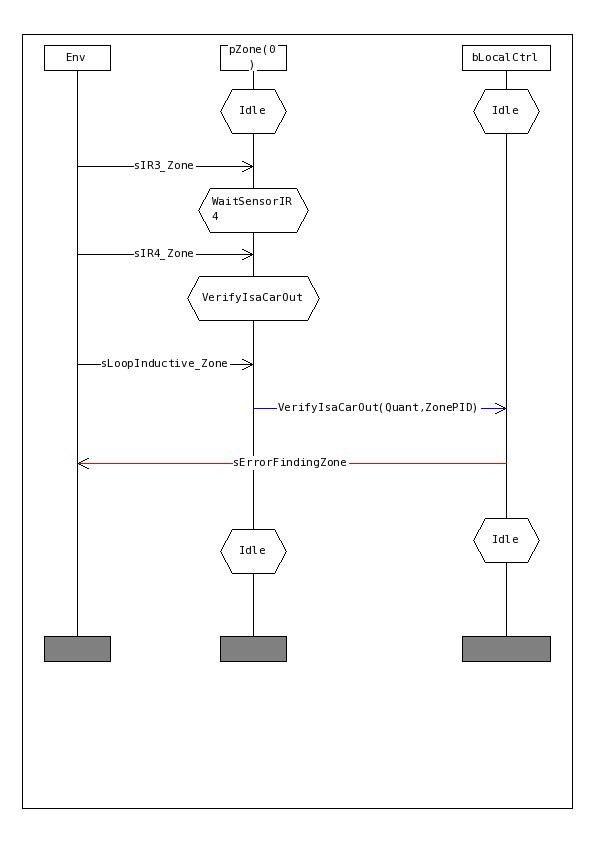 Env
pZone(0
)
bLocalCtrl
Idle
Idle
sIR3_Zone
WaitSensorIR
4
sIR4_Zone
VerifyIsaCarOut
sLoopInductive_Zone
VerifyIsaCarOut(Quant,ZonePID)
sErrorFindingZone
Idle
Idle